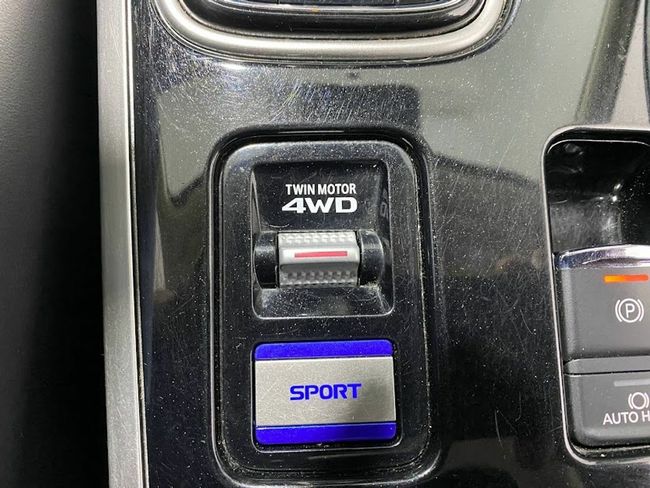 TWIN MOTOR
4WD
SPORT
(P)
AUTO H